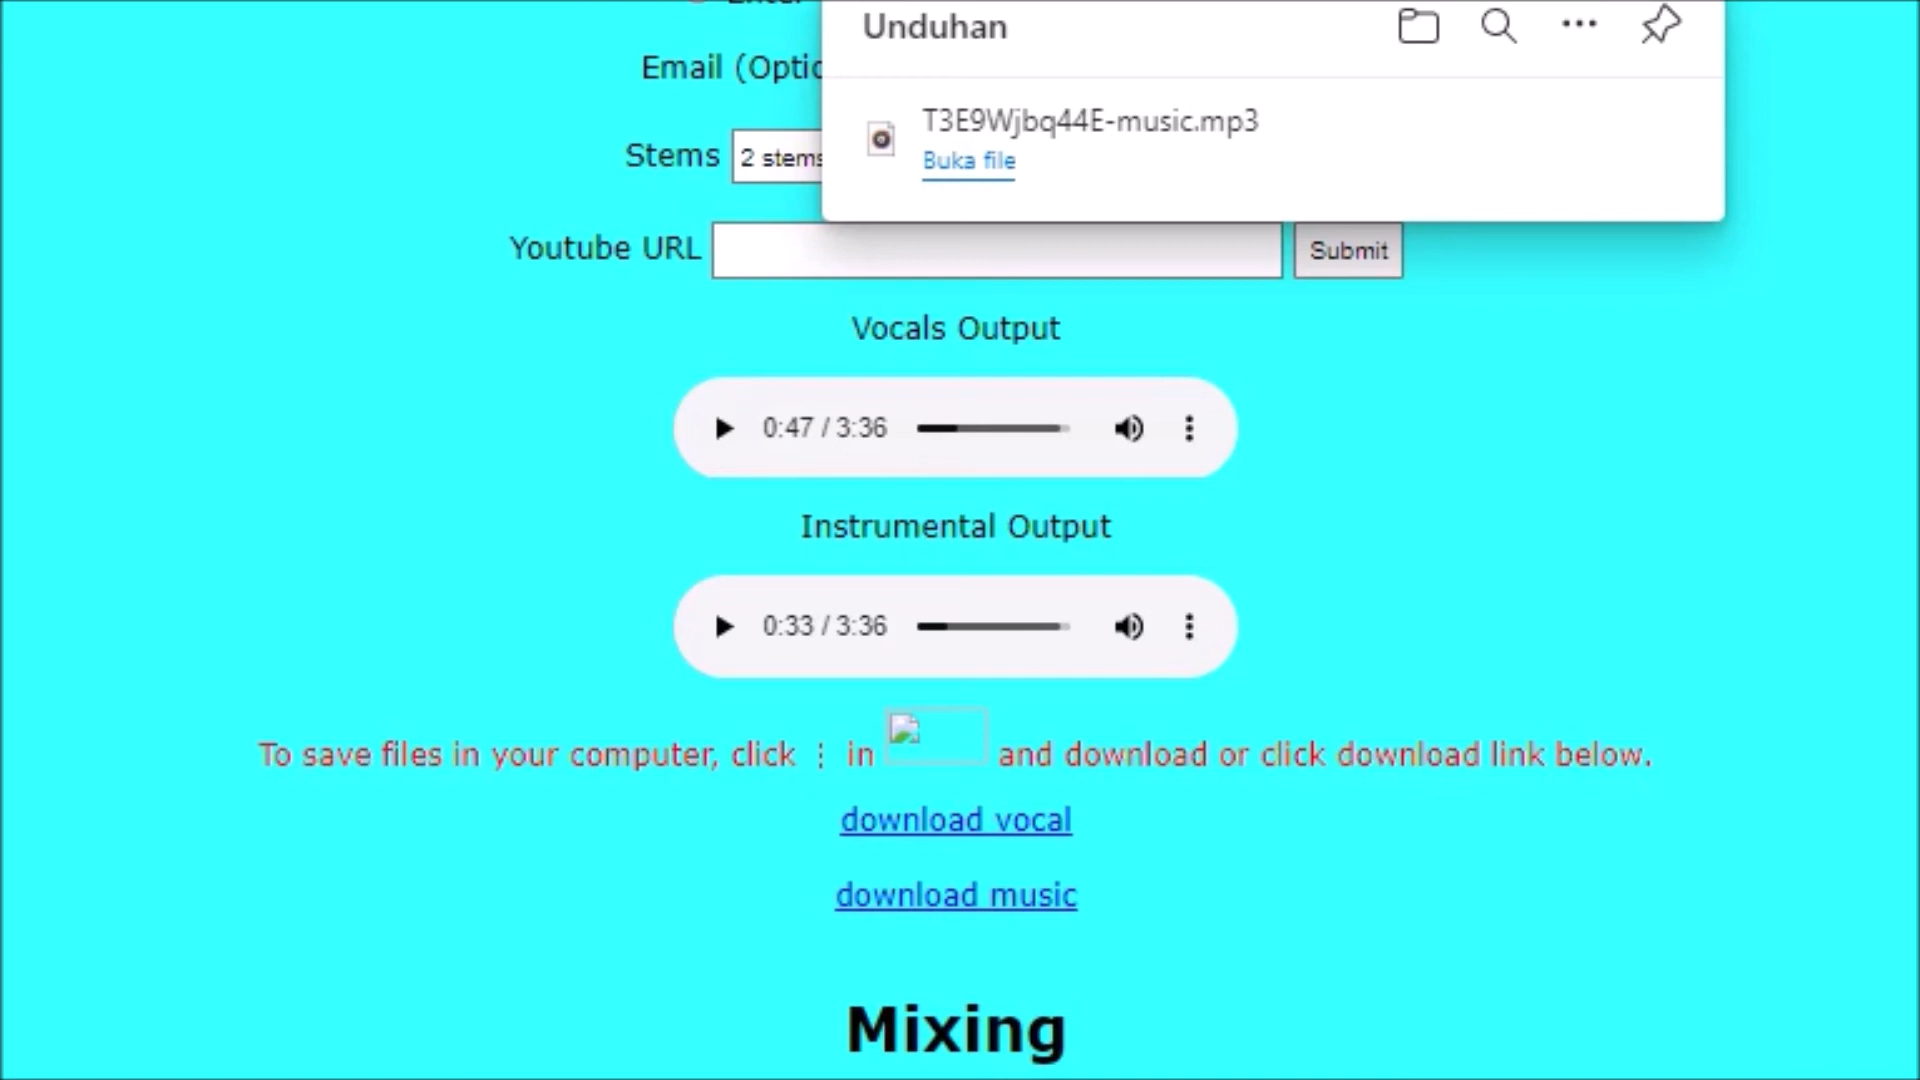 Unduhan
Email (Optio
T3E9Wjbq44E-music.mp3
Buka file
Stems 2 stems
Youtube URL Submit
Vocals Output
0:47 / 3:36
Instrumental Output
0:33 / 3:36
To save files in your computer, click ⋮ in and download or click download link below.
download vocal
download music
Mixing